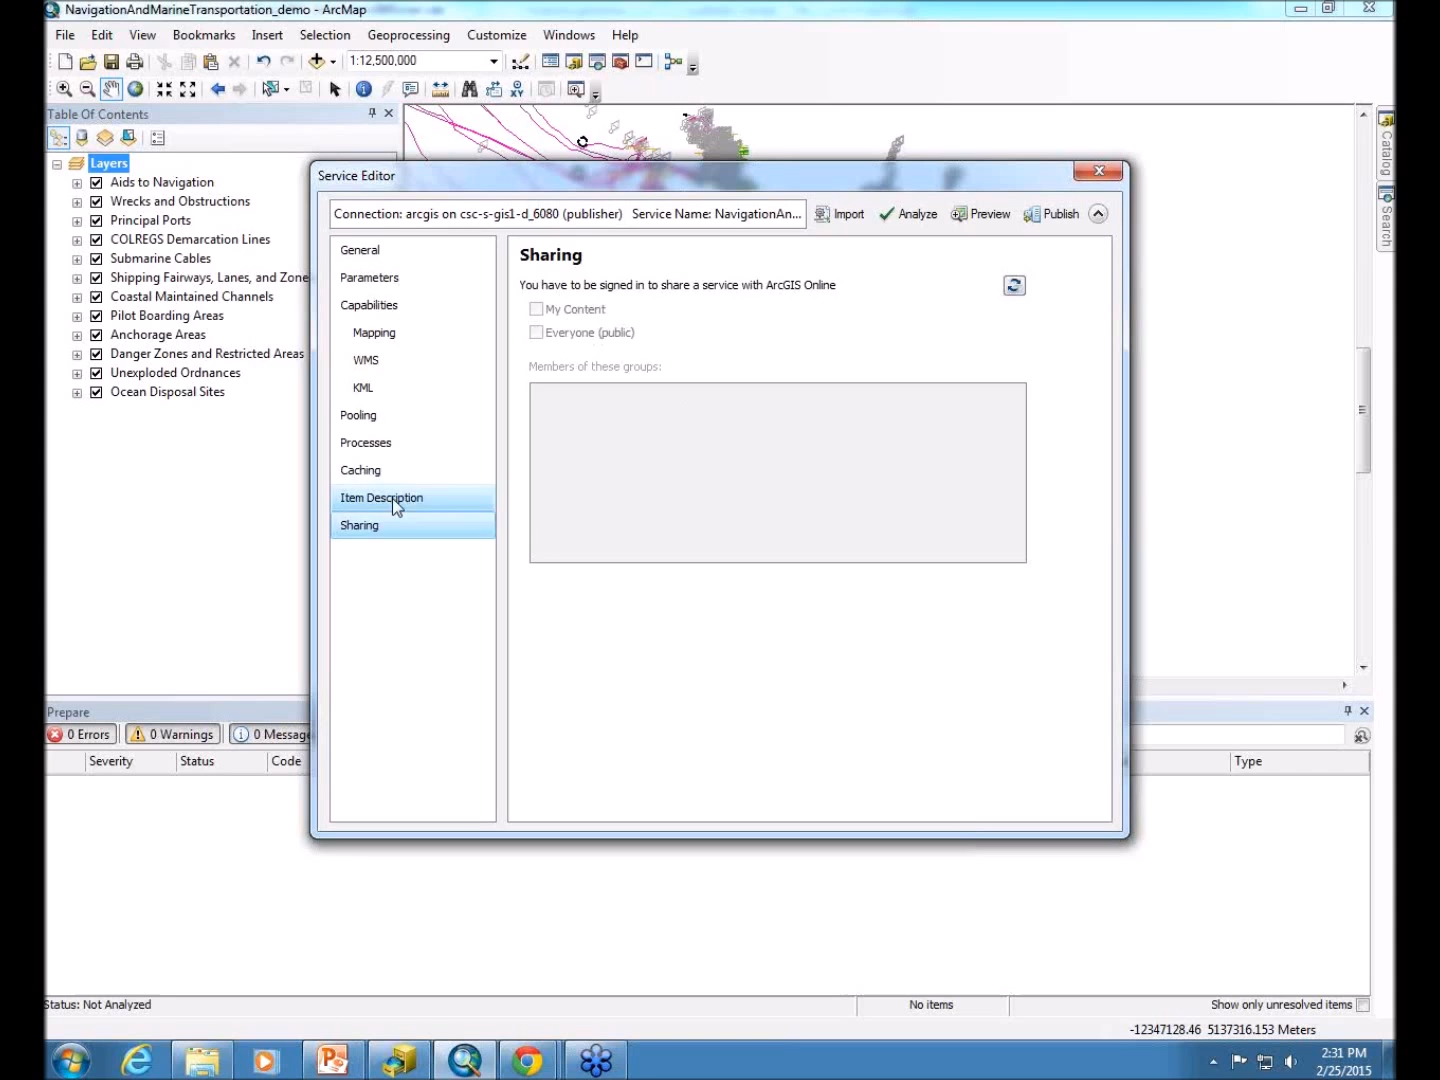 NavigationAndMarineTransportation_demo - ArcMap
File Edit View Bookmarks Insert Selection Geoprocessing Customize Windows Help
1:12,500,000
Table Of Contents
Layers
Aids to Navigation
Wrecks and Obstructions
Principal Ports
COLREGS Demarcation Lines
Submarine Cables
Shipping Fairways, Lanes, and Zone
Coastal Maintained Channels
Pilot Boarding Areas
Anchorage Areas
Danger Zones and Restricted Areas
Unexploded Ordnances
Ocean Disposal Sites
Catalog
Search
Service Editor
Connection: arcgis on csc-s-gis1-d_6080 (publisher) Service Name: NavigationAn...
Import Analyze Preview Publish
General
Parameters
Capabilities
Mapping
WMS
KML
Pooling
Processes
Caching
Item Description
Sharing
Sharing
You have to be signed in to share a service with ArcGIS Online
My Content
Everyone (public)
Members of these groups:
Prepare
0 Errors 0 Warnings 0 Message
Severity Status Code Type
Status: Not Analyzed No items Show only unresolved items
-12347128.46 5137316.153 Meters
2:31 PM
2/25/2015